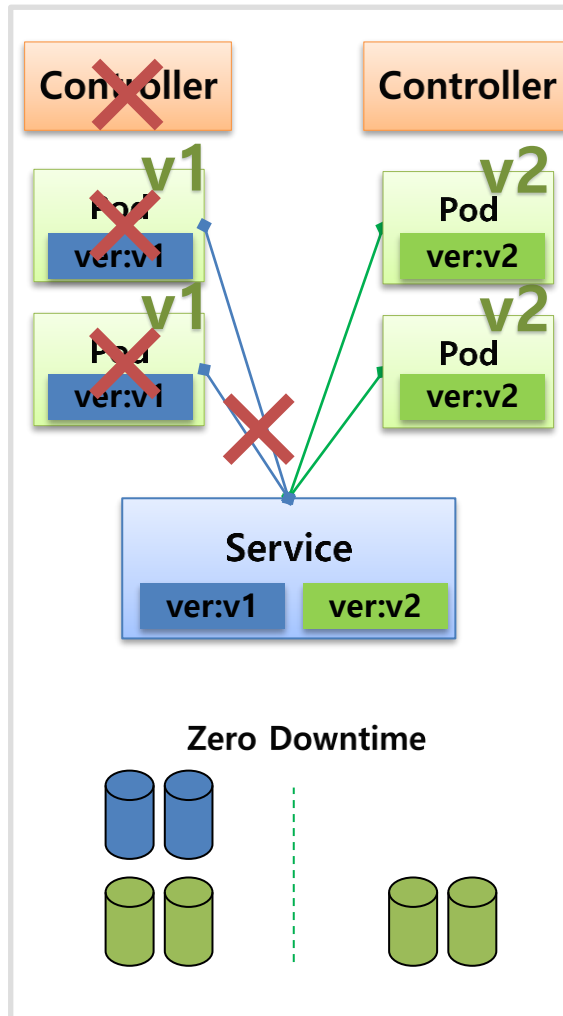 Controller
Controller
v1
Pod
ver:v1
v2
Pod
ver:v2
v1
Pod
ver:v1
v2
Pod
ver:v2
Service
ver:v1
ver:v2
Zero Downtime